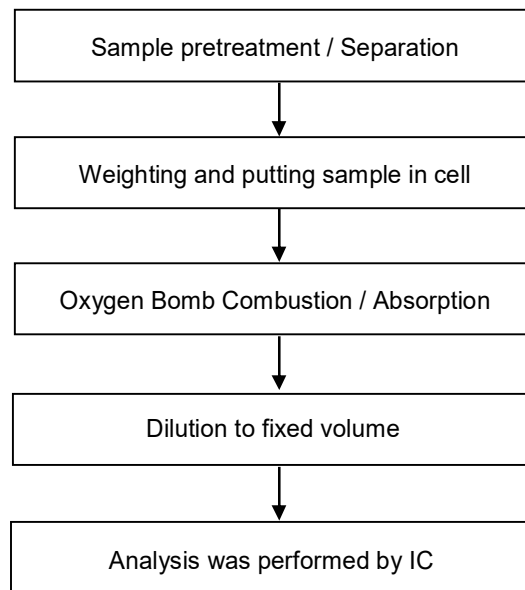 Sample pretreatment / Separation
Weighting and putting sample in cell
Oxygen Bomb Combustion / Absorption
Dilution to fixed volume
Analysis was performed by IC